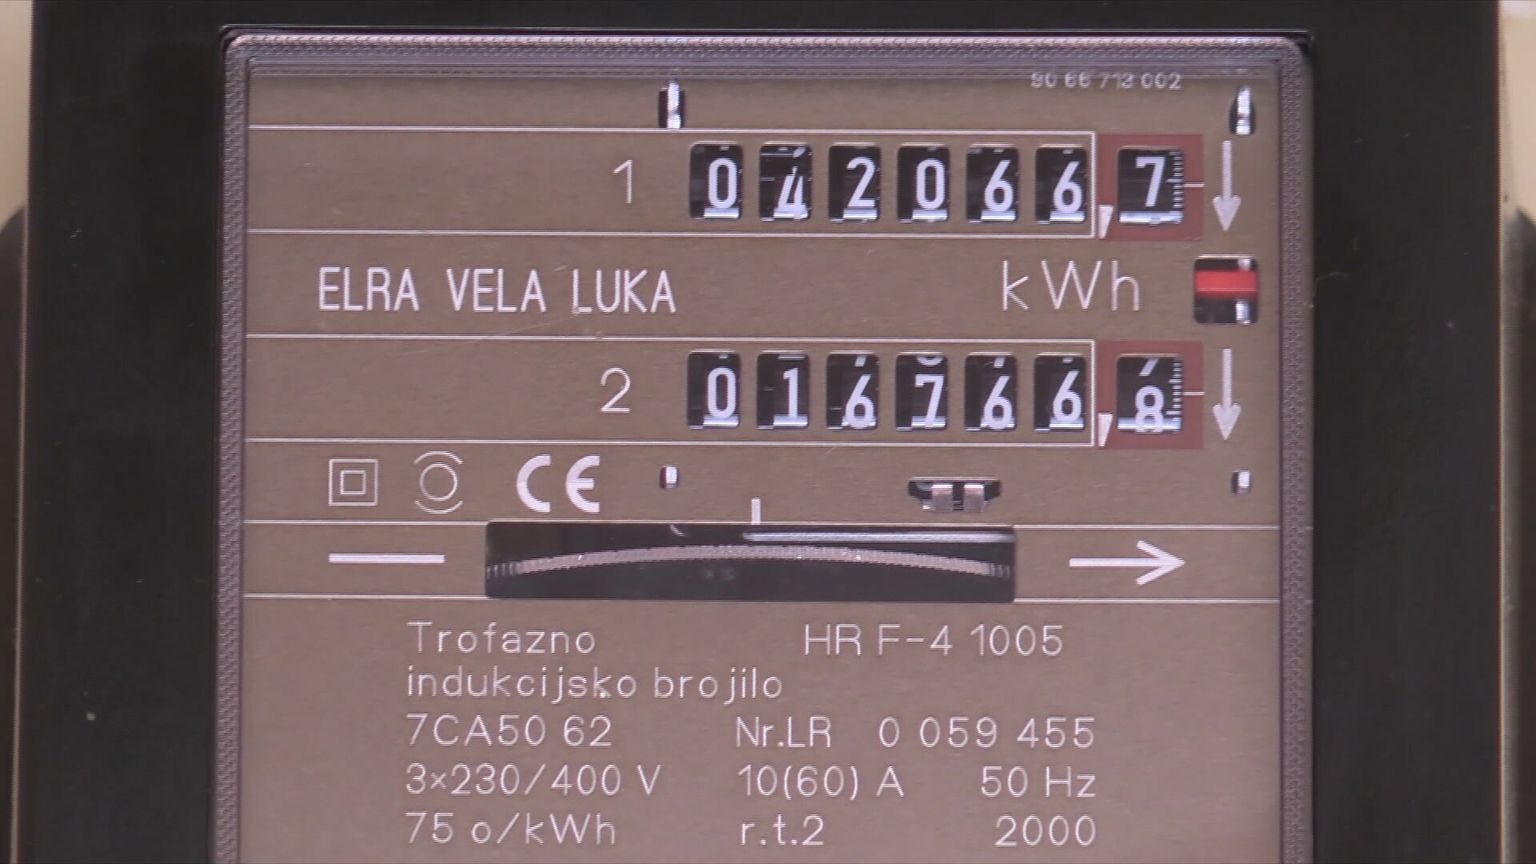 90 66 713 002
1 042066,7
ELRA VELA LUKA kWh
2 016766,8
CE
Trofazno HR F-4 1005
indukcijsko brojilo
7CA50 62 Nr.LR 0 059 455
3×230/400 V 10(60) A 50 Hz
75 o/kWh r.t.2 2000